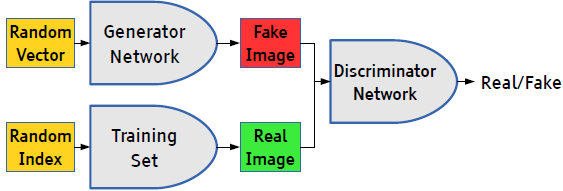 Random
Vector
Generator
Network
Fake
Image
Discriminator
Network
Real/Fake
Random
Index
Training
Set
Real
Image